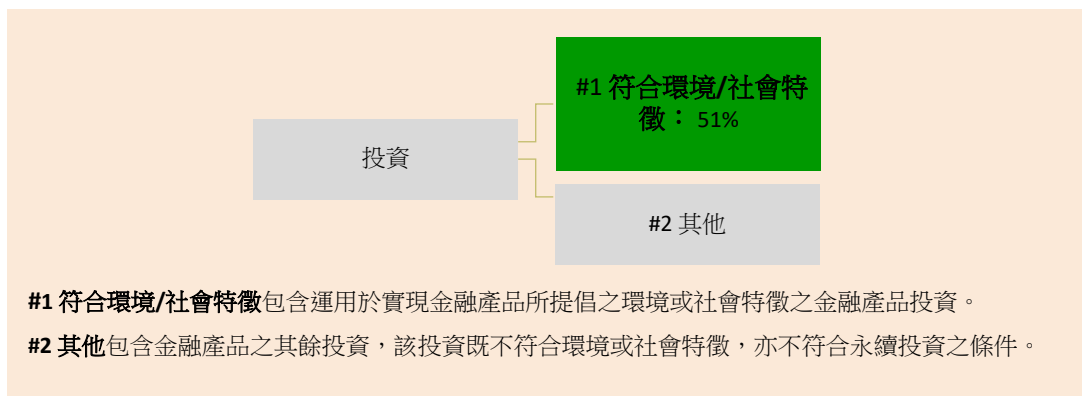 #1 符合環境/社會特
徵： 51%
投資
#2 其他
#1 符合環境/社會特徵包含運用於實現金融產品所提倡之環境或社會特徵之金融產品投資。
#2 其他包含金融產品之其餘投資，該投資既不符合環境或社會特徵，亦不符合永續投資之條件。